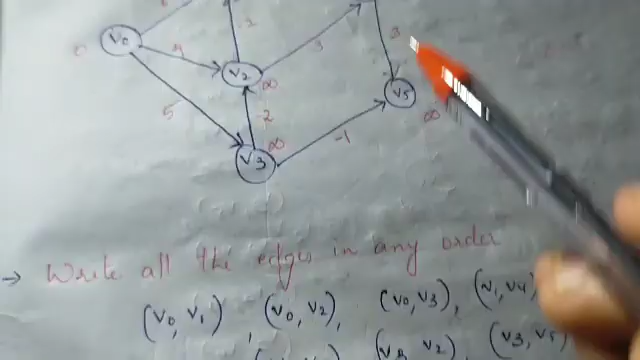 2
v0 4 3 3
v2 ∞ v5
5 -2 ∞
v3 ∞ -1
→ Write all the edges in any order
(v0, v1), (v0, v2), (v0, v3), (v1, v4)
v2), (v3, v5)